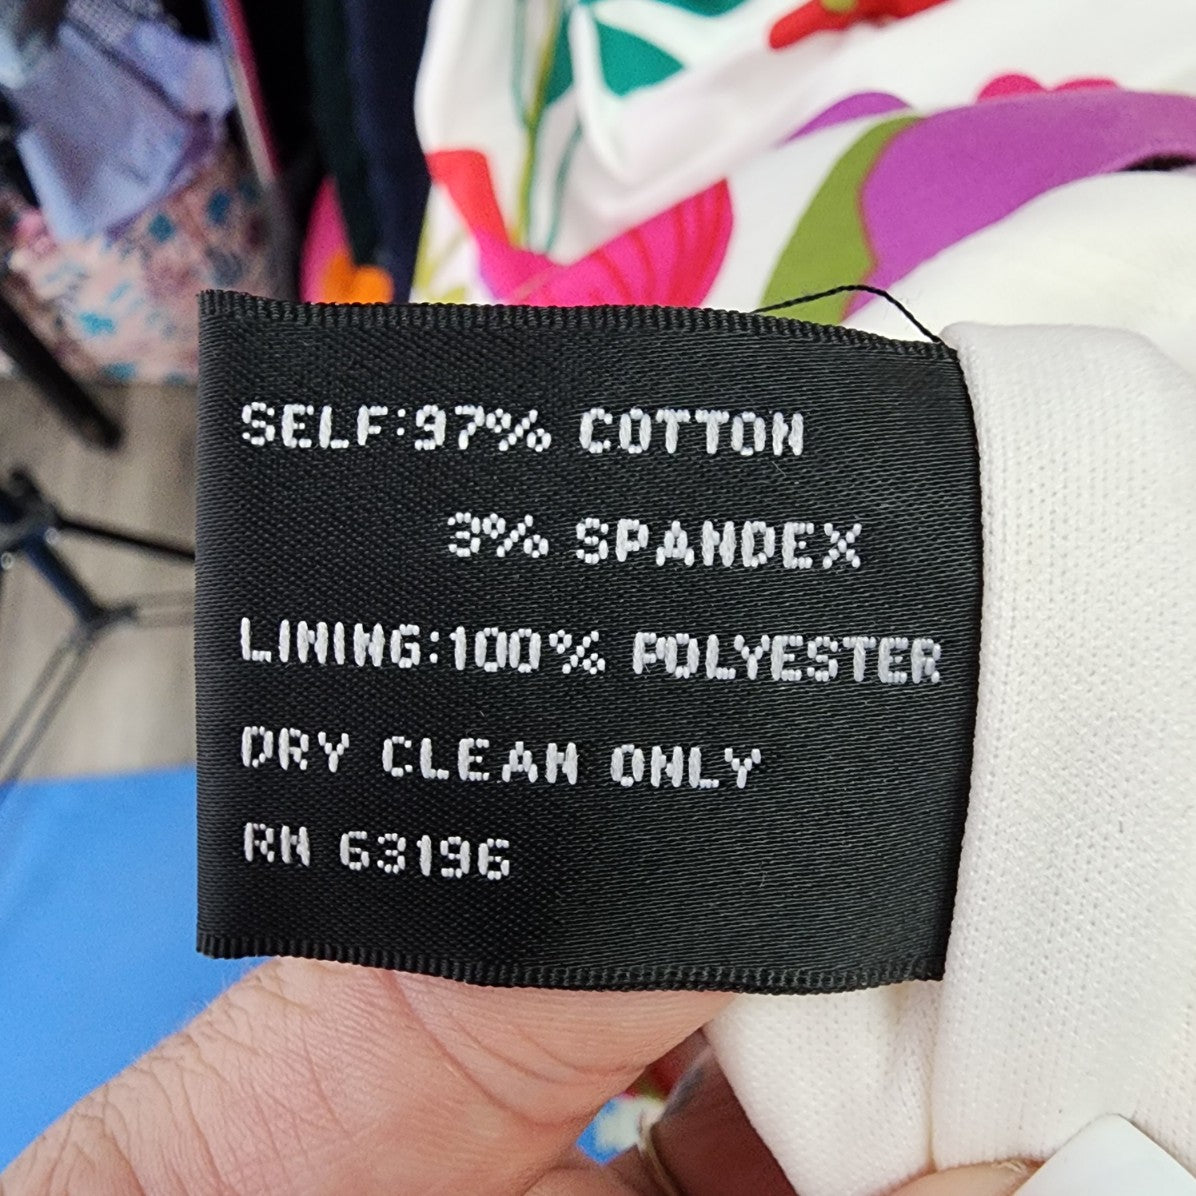 SELF:97% COTTON
3% SPANDEX
LINING:100% POLYESTER
DRY CLEAN ONLY
RN 63196